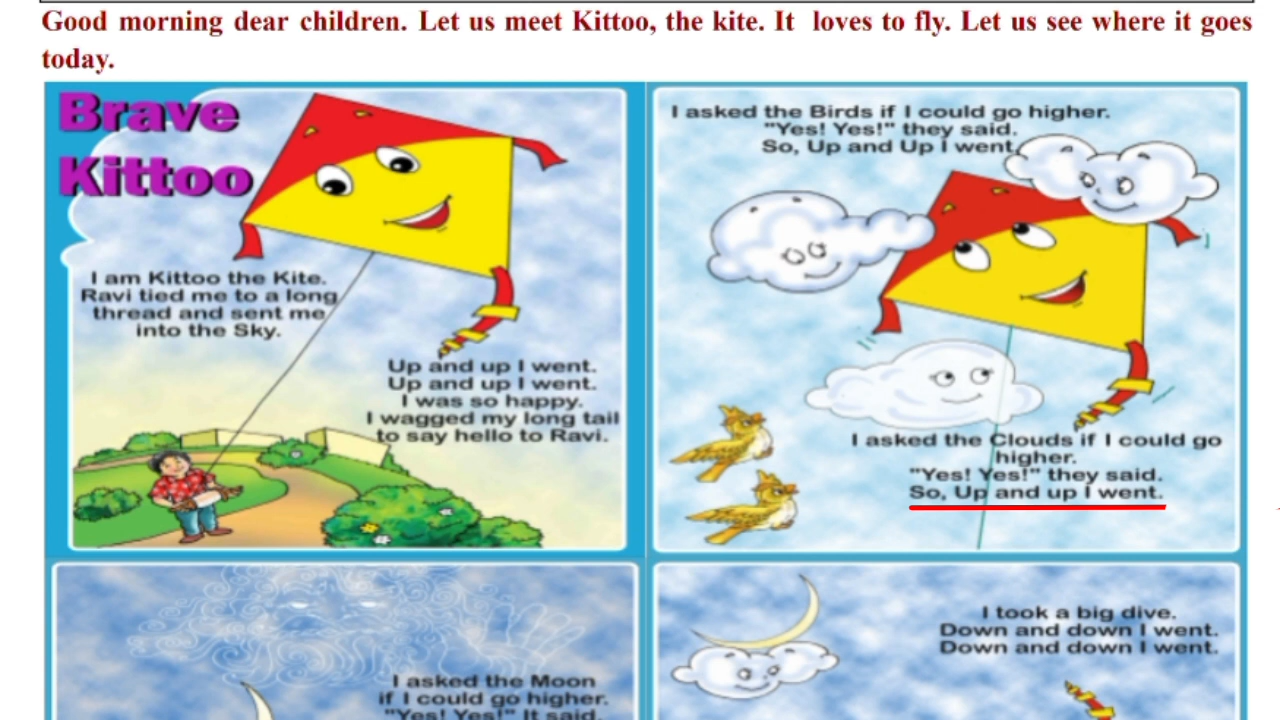 Good morning dear children. Let us meet Kittoo, the kite. It loves to fly. Let us see where it goes
today.
Brave
Kittoo
I am Kittoo the Kite.
Ravi tied me to a long
thread and sent me
into the Sky.
Up and up I went.
Up and up I went.
I was so happy.
I wagged my long tail
to say hello to Ravi.
I asked the Birds if I could go higher.
"Yes! Yes!" they said.
So, Up and Up I went.
I asked the Clouds if I could go
higher.
"Yes! Yes!" they said.
So, Up and up I went.
I asked the Moon
if I could go higher.
"Yes! Yes!" It said.
I took a big dive.
Down and down I went.
Down and down I went.